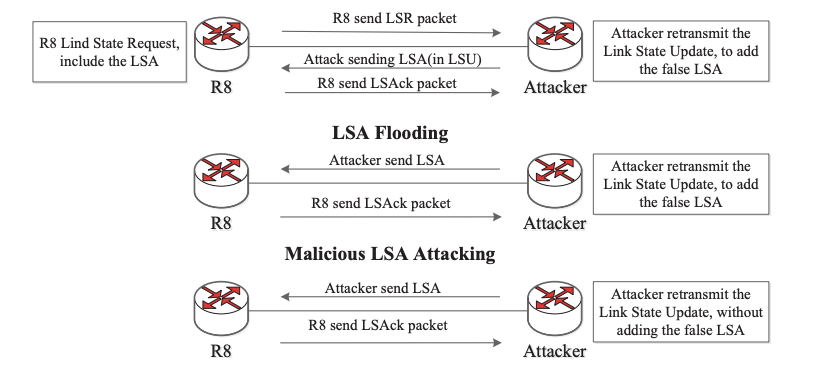 R8 send LSR packet
R8 Lind State Request,
include the LSA
Attacker retransmit the
Link State Update, to add
the false LSA
Attack sending LSA(in LSU)
R8 send LSAck packet
R8
Attacker
LSA Flooding
Attacker send LSA
Attacker retransmit the
Link State Update, to add
the false LSA
R8 send LSAck packet
R8
Attacker
Malicious LSA Attacking
Attacker send LSA
Attacker retransmit the
Link State Update, without
adding the false LSA
R8 send LSAck packet
R8
Attacker